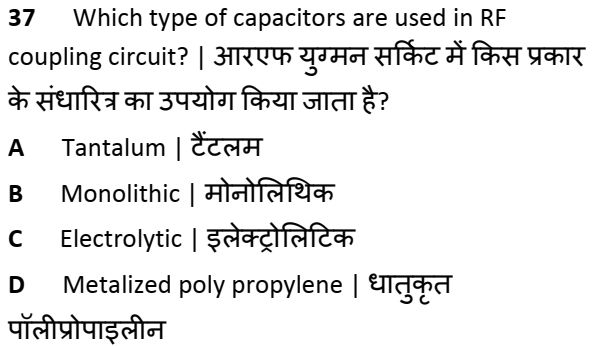 37 Which type of capacitors are used in RF
coupling circuit? | आरएफ युग्मन सर्किट में किस प्रकार
के संधारित्र का उपयोग किया जाता है?
A Tantalum | टैंटलम
B Monolithic | मोनोलिथिक
C Electrolytic | इलेक्ट्रोलिटिक
D Metalized poly propylene | धातुकृत
पॉलीप्रोपाइलीन